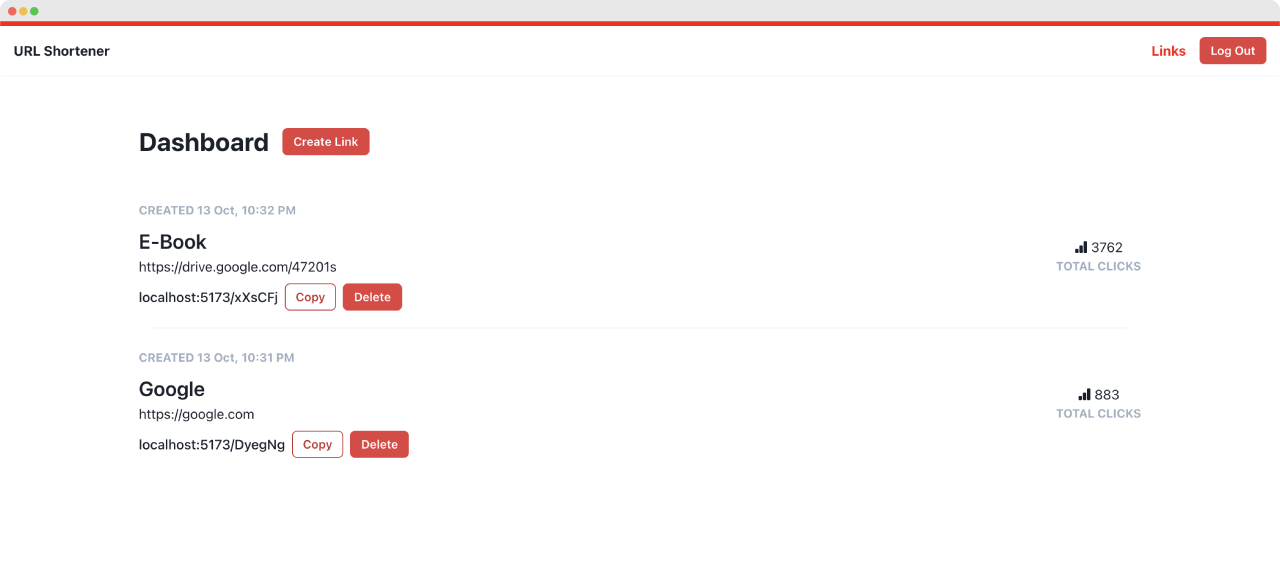 URL Shortener Links Log Out
Dashboard Create Link
CREATED 13 Oct, 10:32 PM
E-Book
3762
https://drive.google.com/47201s
TOTAL CLICKS
localhost:5173/xXsCFj Copy Delete
CREATED 13 Oct, 10:31 PM
Google
883
https://google.com
TOTAL CLICKS
localhost:5173/DyegNg Copy Delete